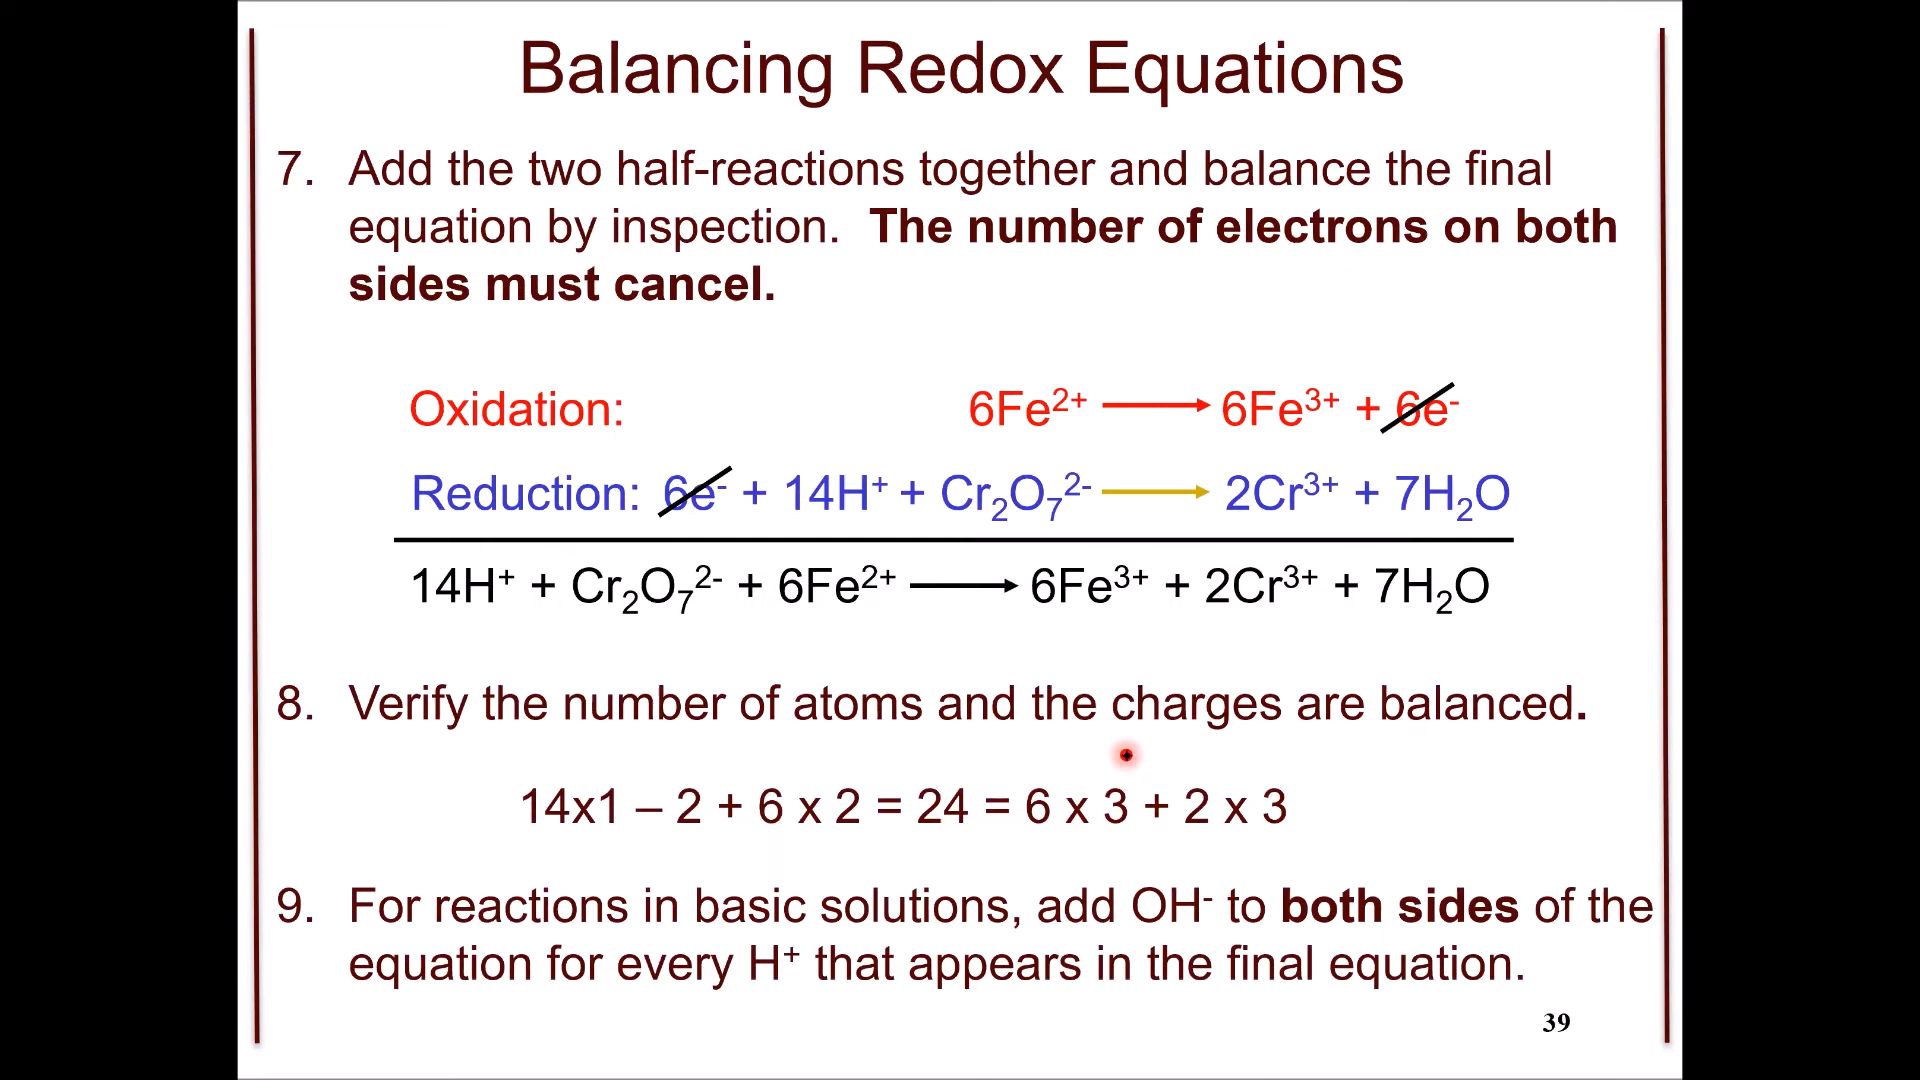 Balancing Redox Equations
7. Add the two half-reactions together and balance the final
equation by inspection. The number of electrons on both
sides must cancel.
Oxidation: 6Fe²⁺ ⟶ 6Fe³⁺ + 6e⁻
Reduction: 6e⁻ + 14H⁺ + Cr₂O₇²⁻ ⟶ 2Cr³⁺ + 7H₂O
14H⁺ + Cr₂O₇²⁻ + 6Fe²⁺ ⟶ 6Fe³⁺ + 2Cr³⁺ + 7H₂O
8. Verify the number of atoms and the charges are balanced.
14x1 – 2 + 6 x 2 = 24 = 6 x 3 + 2 x 3
9. For reactions in basic solutions, add OH⁻ to both sides of the
equation for every H⁺ that appears in the final equation.
39